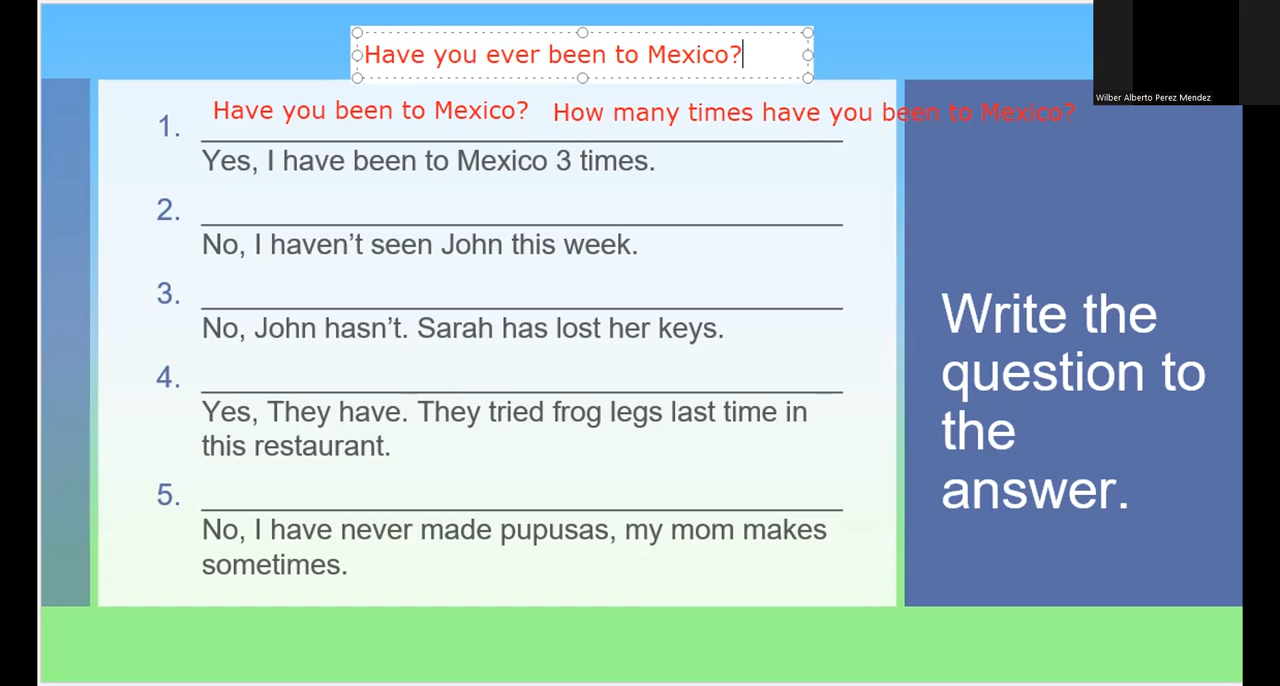 Have you ever been to Mexico?
Wilber Alberto Perez Mendez
Have you been to Mexico? How many times have you been to Mexico?
1.
Yes, I have been to Mexico 3 times.
2.
No, I haven’t seen John this week.
3.
No, John hasn’t. Sarah has lost her keys.
4.
Yes, They have. They tried frog legs last time in
this restaurant.
5.
No, I have never made pupusas, my mom makes
sometimes.
Write the
question to
the
answer.